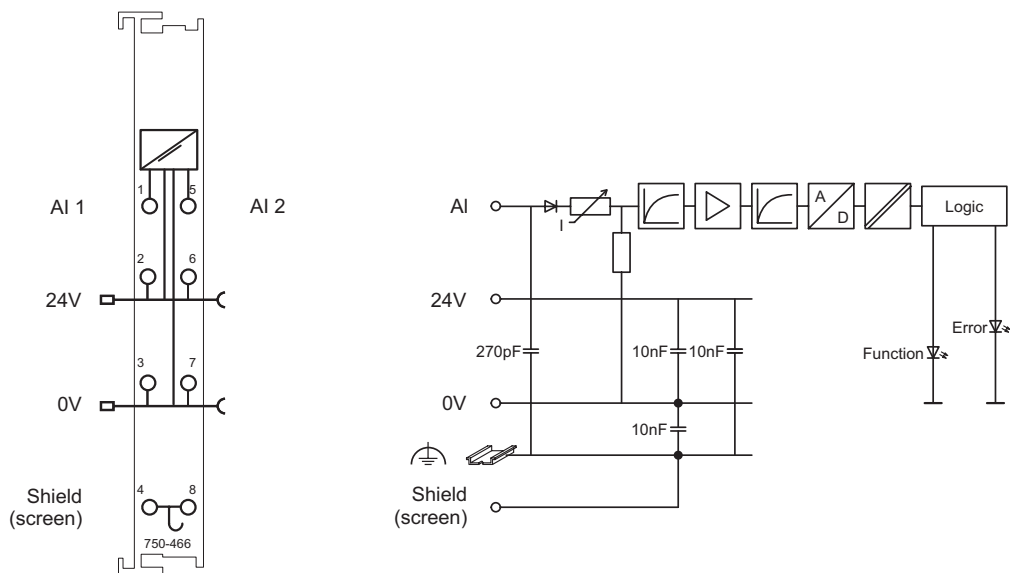 1
5
AI 1
AI 2
2
6
24V
3
7
0V
4
8
Shield
(screen)
750-466
AI
I
A
D
Logic
24V
270pF
10nF
10nF
Function
Error
0V
10nF
Shield
(screen)